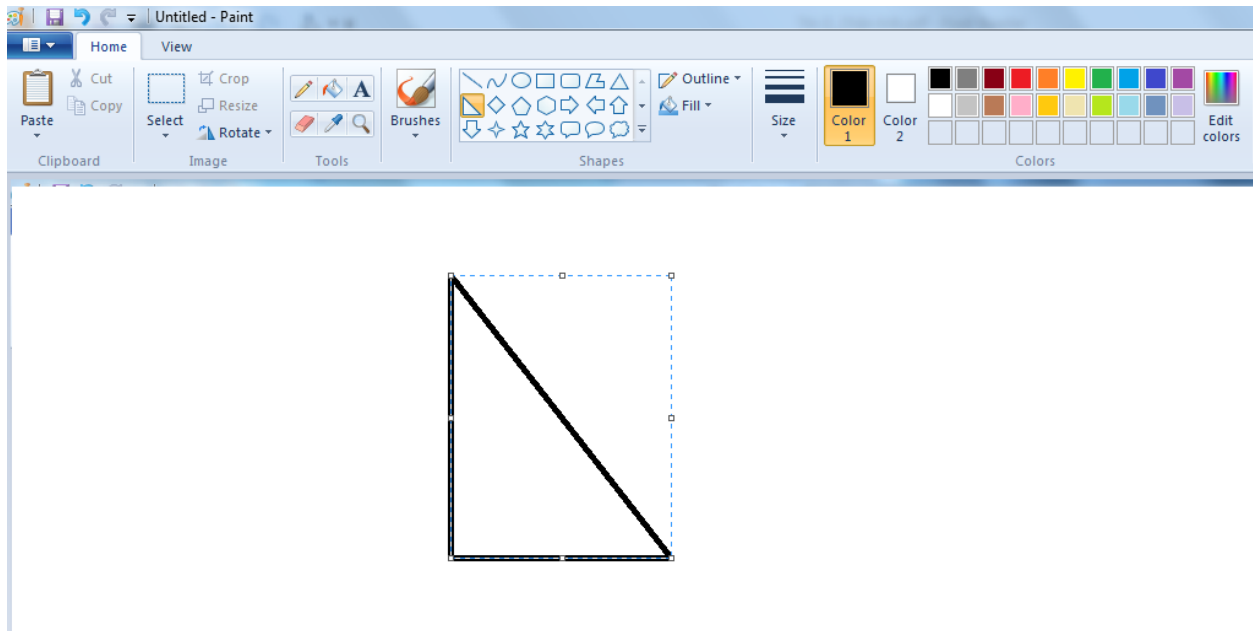 Untitled - Paint
Home View
Cut
Copy
Paste
Clipboard
Select
Crop
Resize
Rotate
Image
A
Tools
Brushes
Outline
Fill
Shapes
Size
Color 1
Color 2
Edit colors
Colors